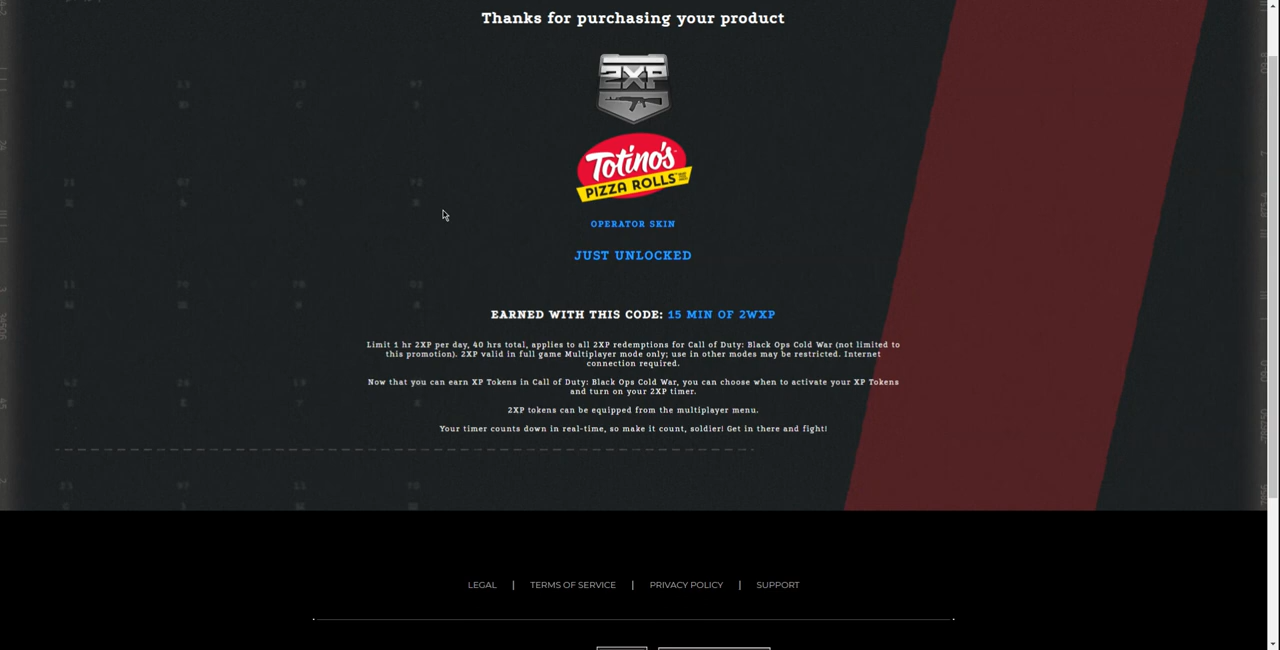 Thanks for purchasing your product
2XP
Totino's
PIZZA ROLLS
OPERATOR SKIN
JUST UNLOCKED
EARNED WITH THIS CODE: 15 MIN OF 2WXP
Limit 1 hr 2XP per day, 40 hrs total, applies to all 2XP redemptions for Call of Duty: Black Ops Cold War (not limited to
this promotion). 2XP valid in full game Multiplayer mode only; use in other modes may be restricted. Internet
connection required.
Now that you can earn XP Tokens in Call of Duty: Black Ops Cold War, you can choose when to activate your XP Tokens
and turn on your 2XP timer.
2XP tokens can be equipped from the multiplayer menu.
Your timer counts down in real-time, so make it count, soldier! Get in there and fight!
LEGAL | TERMS OF SERVICE | PRIVACY POLICY | SUPPORT